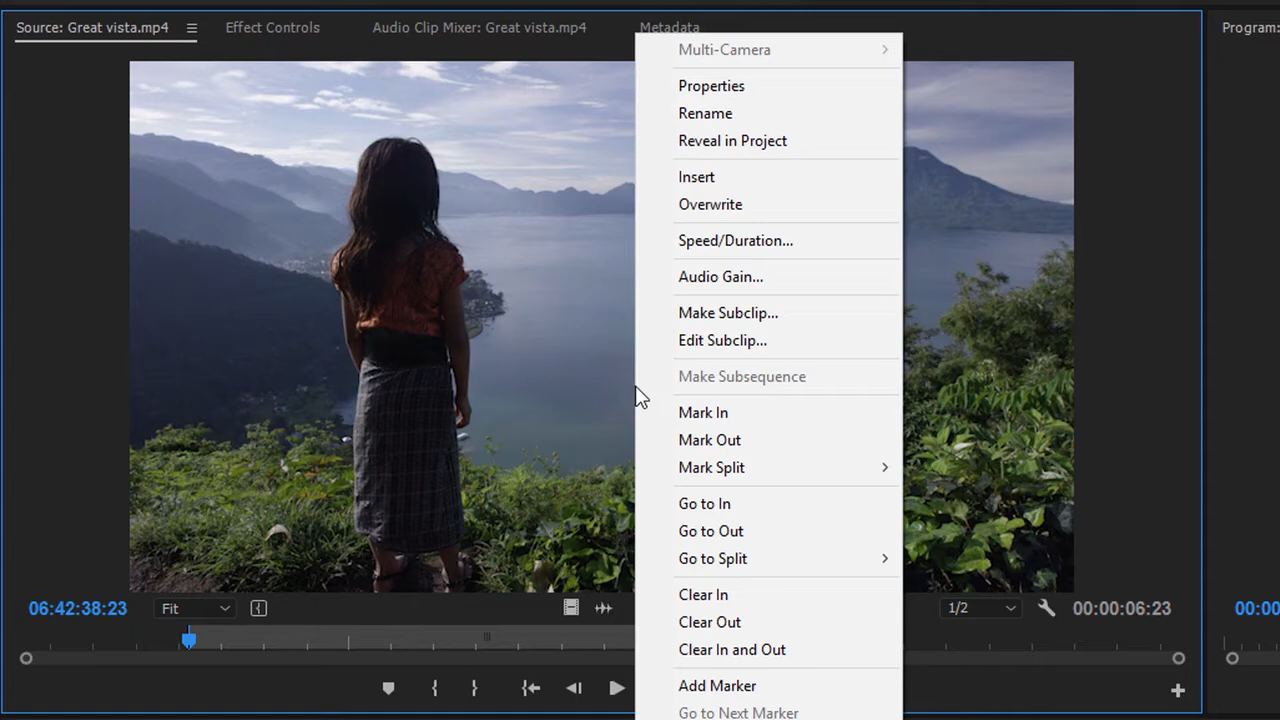 Source: Great vista.mp4
Effect Controls
Audio Clip Mixer: Great vista.mp4
Metadata
Program:
Multi-Camera
Properties
Rename
Reveal in Project
Insert
Overwrite
Speed/Duration...
Audio Gain...
Make Subclip...
Edit Subclip...
Make Subsequence
Mark In
Mark Out
Mark Split
Go to In
Go to Out
Go to Split
Clear In
Clear Out
Clear In and Out
Add Marker
Go to Next Marker
06:42:38:23
Fit
1/2
00:00:06:23
00:00